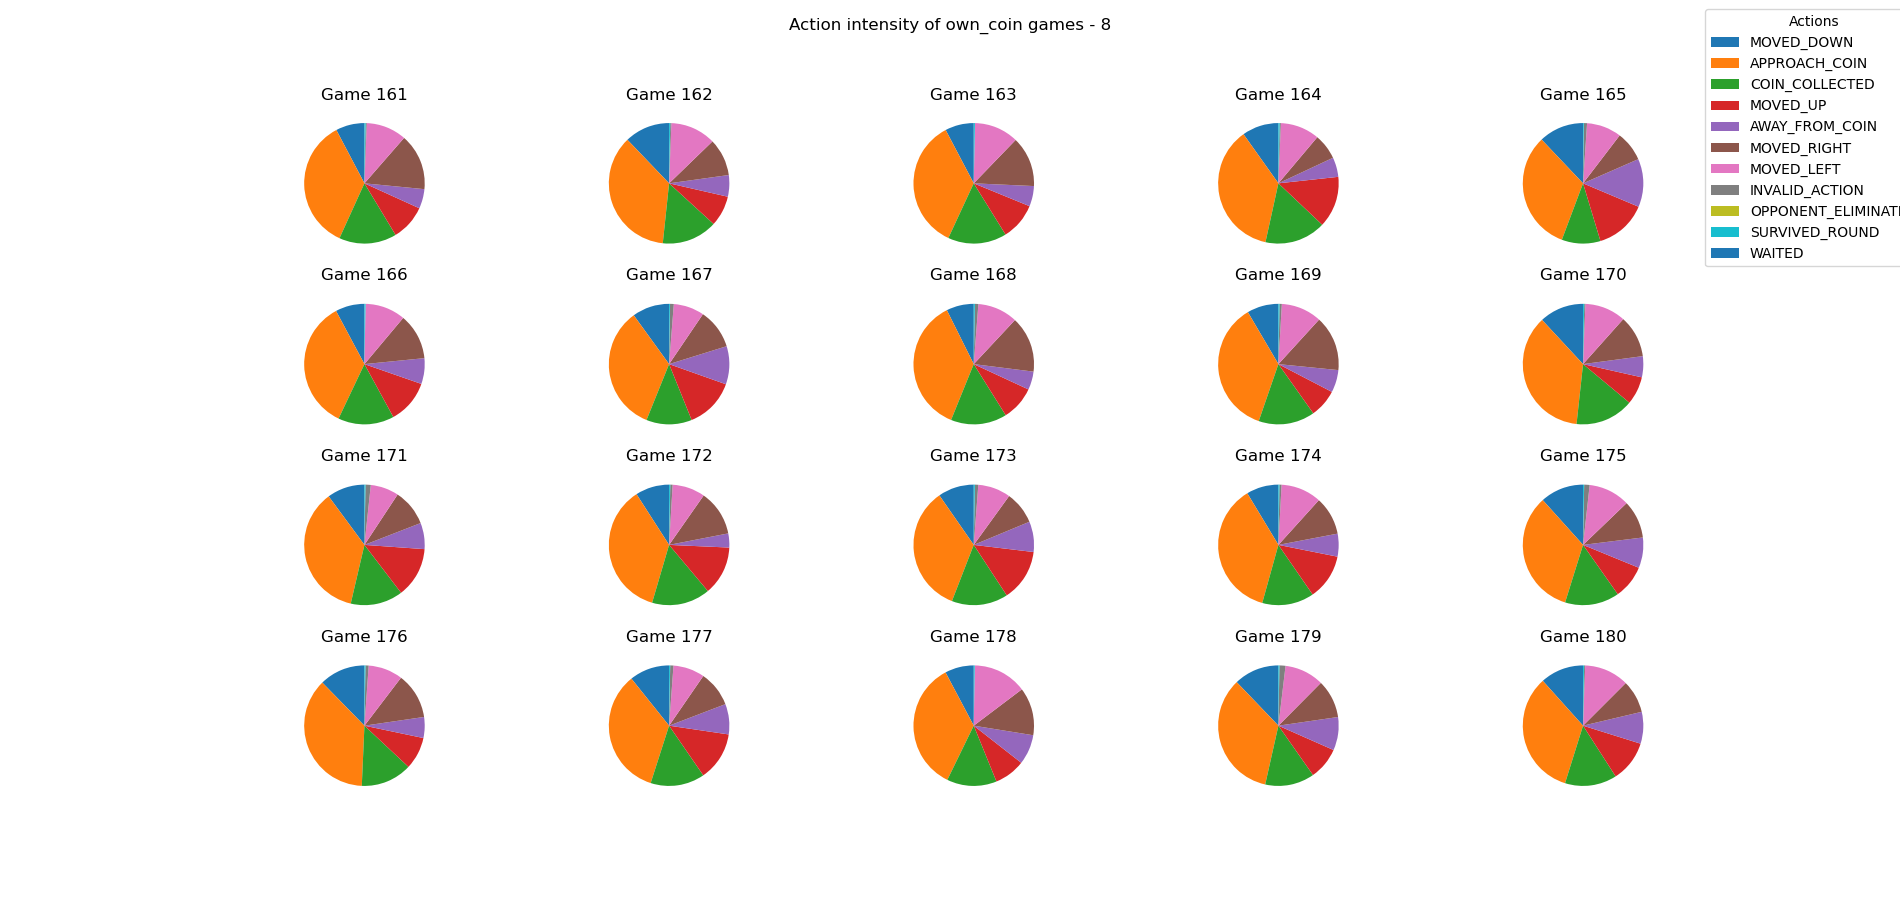 Action intensity of own_coin games - 8
Actions
MOVED_DOWN
APPROACH_COIN
COIN_COLLECTED
MOVED_UP
AWAY_FROM_COIN
MOVED_RIGHT
MOVED_LEFT
INVALID_ACTION
OPPONENT_ELIMINAT
SURVIVED_ROUND
WAITED
Game 161
Game 162
Game 163
Game 164
Game 165
Game 166
Game 167
Game 168
Game 169
Game 170
Game 171
Game 172
Game 173
Game 174
Game 175
Game 176
Game 177
Game 178
Game 179
Game 180